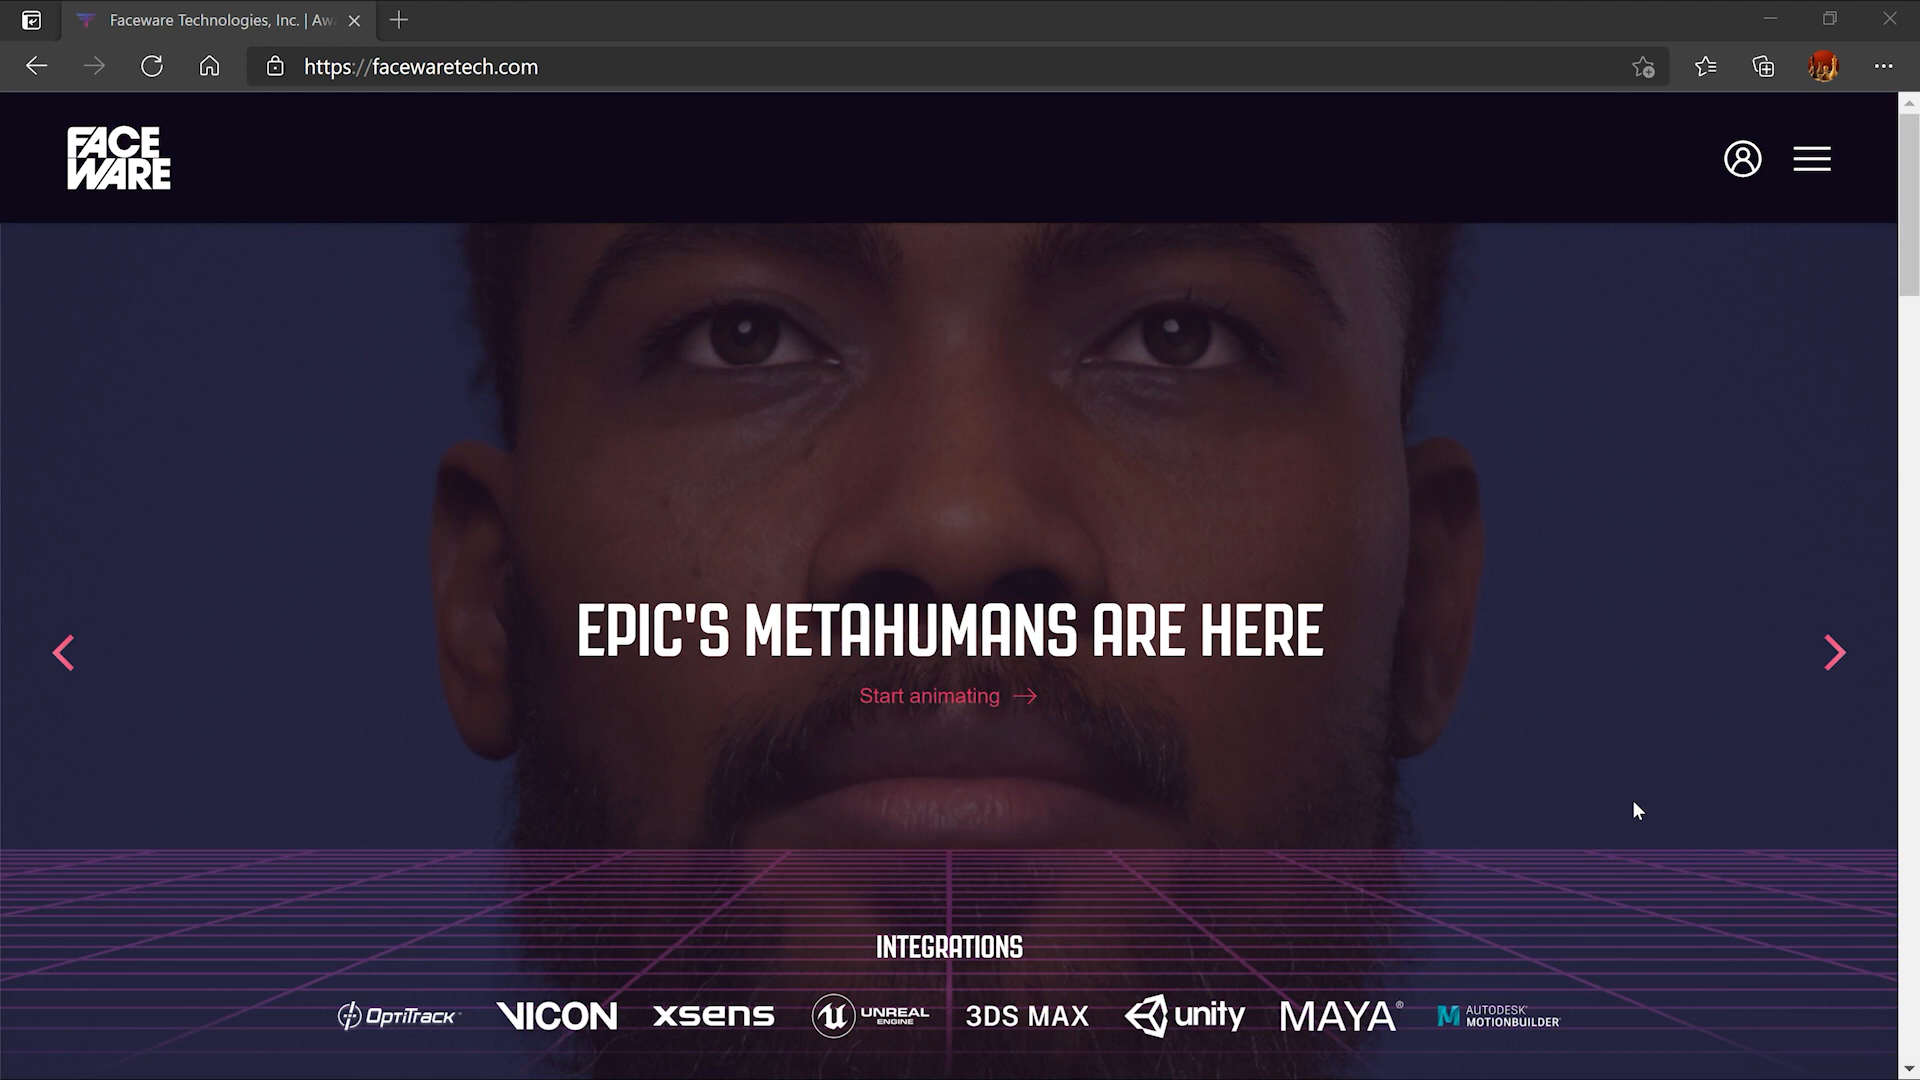 Faceware Technologies, Inc. | Aw
https://facewaretech.com
FACE
WARE
EPIC'S METAHUMANS ARE HERE
Start animating
INTEGRATIONS
OPTITRACK
VICON
xsens
UNREAL
ENGINE
3DS MAX
unity
MAYA®
AUTODESK®
MOTIONBUILDER®